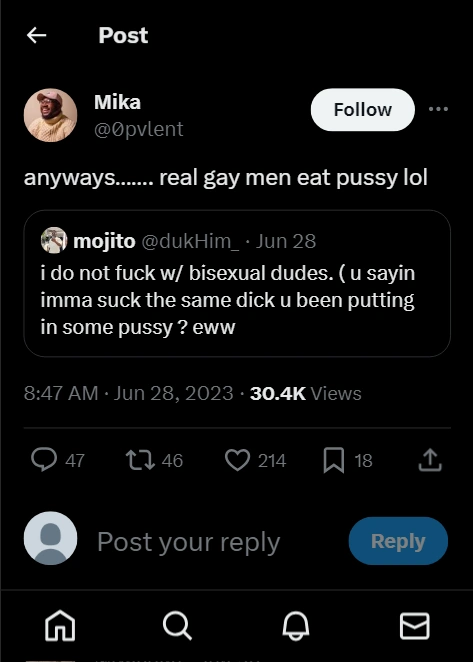 Post
Mika
@0pvlent
Follow
anyways....... real gay men eat pussy lol
mojito @dukHim_ · Jun 28
i do not fuck w/ bisexual dudes. ( u sayin
imma suck the same dick u been putting
in some pussy ? eww
8:47 AM · Jun 28, 2023 · 30.4K Views
47 46 214 18
Post your reply
Reply